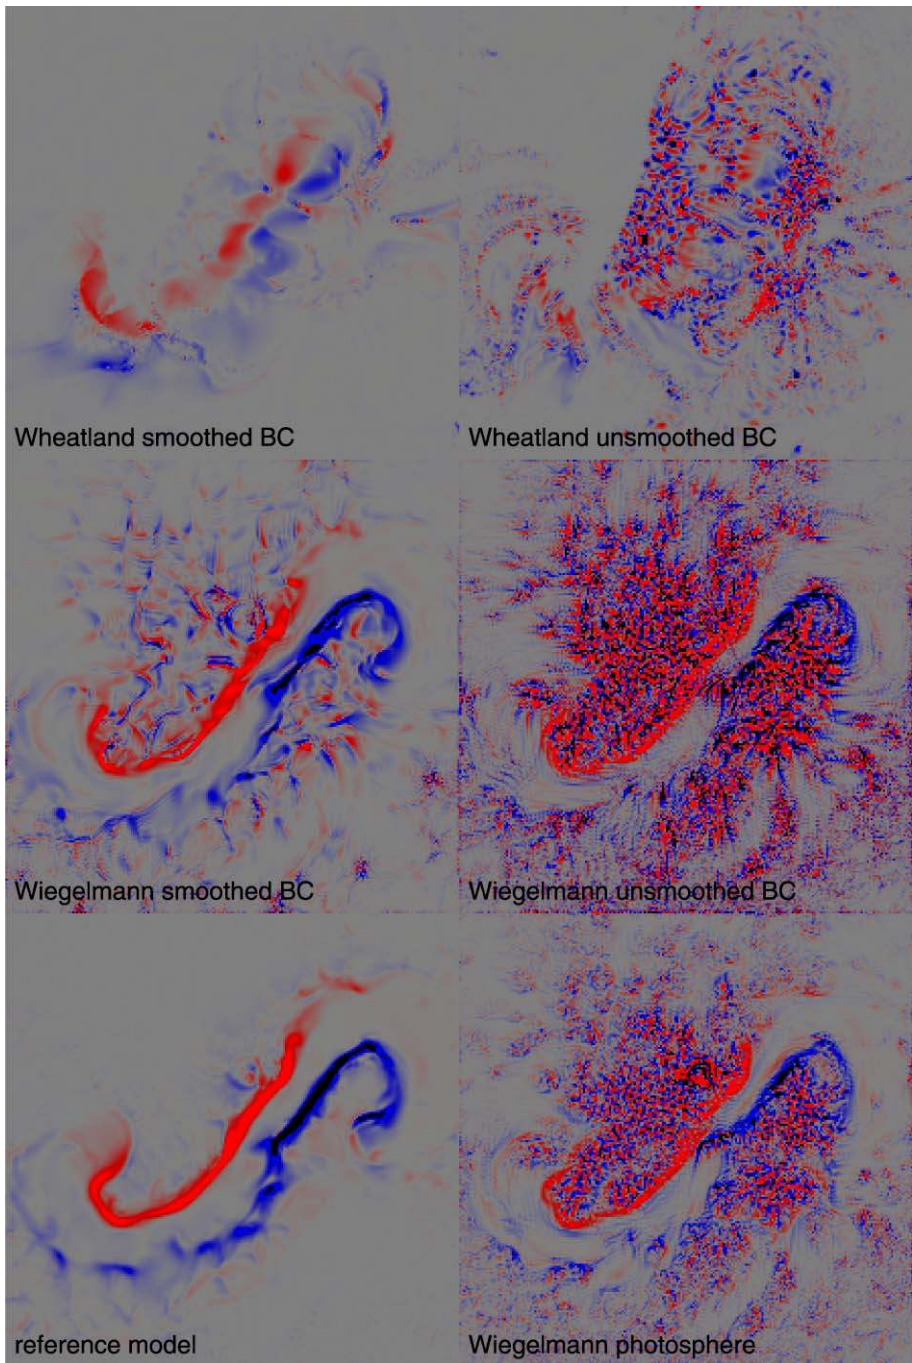 Wheatland smoothed BC
Wheatland unsmoothed BC
Wiegelmann smoothed BC
Wiegelmann unsmoothed BC
reference model
Wiegelmann photosphere